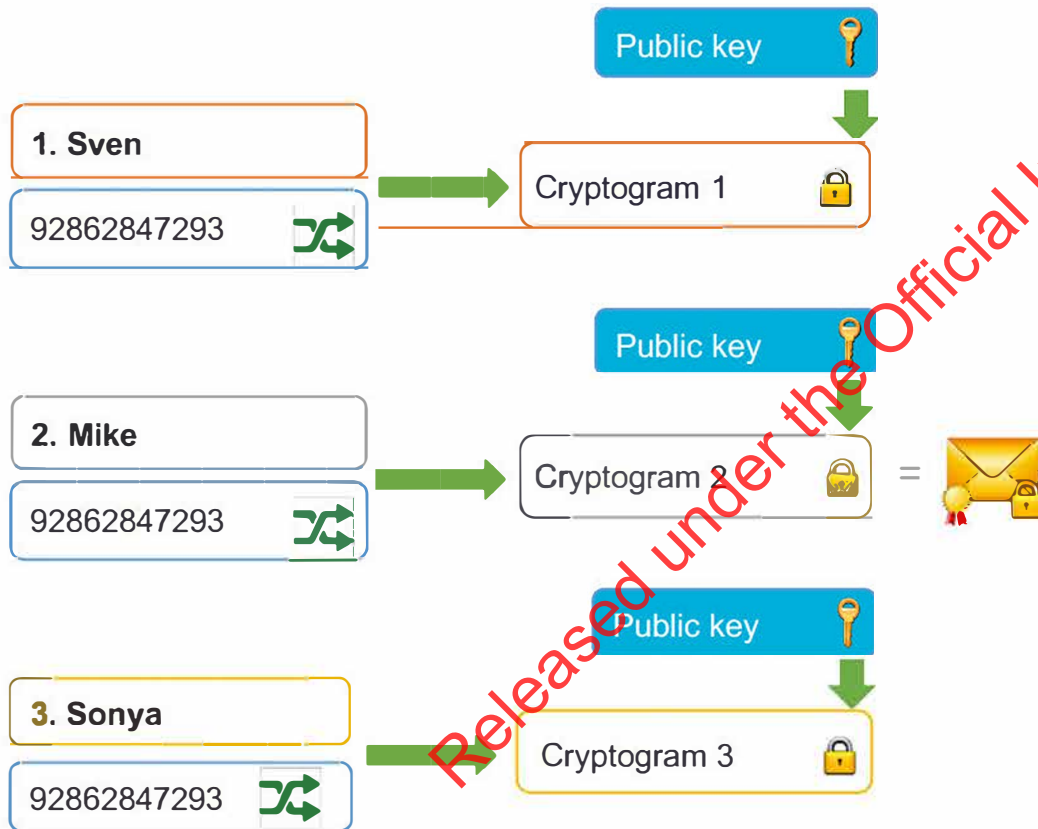 Public key
1. Sven
Cryptogram 1
92862847293
Public key
2. Mike
Cryptogram 2
=
92862847293
Public key
3. Sonya
Cryptogram 3
92862847293
Released under the Official